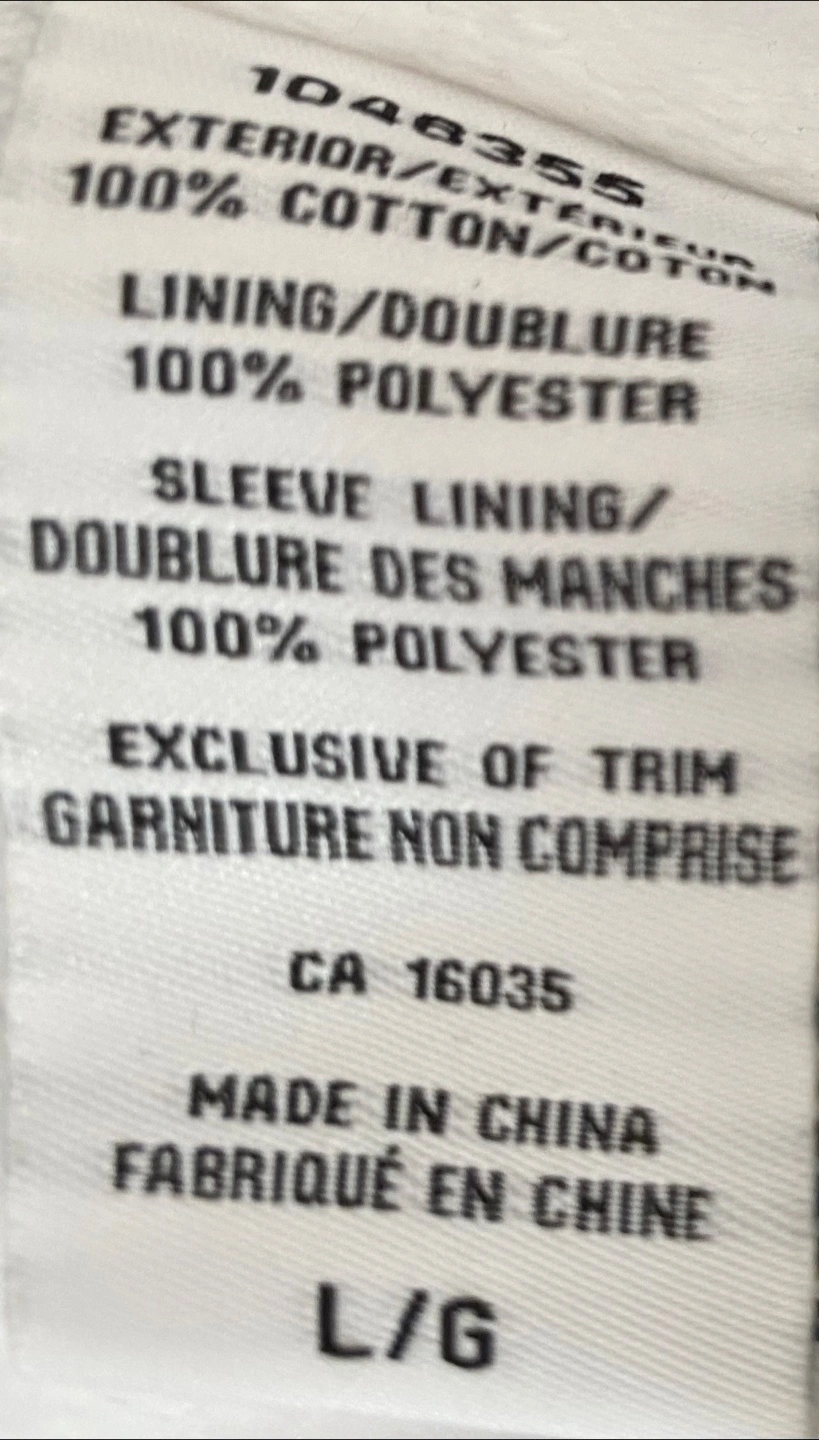 1046355
EXTERIOR/EXTÉRIEUR
100% COTTON/COTON
LINING/DOUBLURE
100% POLYESTER
SLEEVE LINING/
DOUBLURE DES MANCHES
100% POLYESTER
EXCLUSIVE OF TRIM
GARNITURE NON COMPRISE
CA 16035
MADE IN CHINA
FABRIQUÉ EN CHINE
L/G